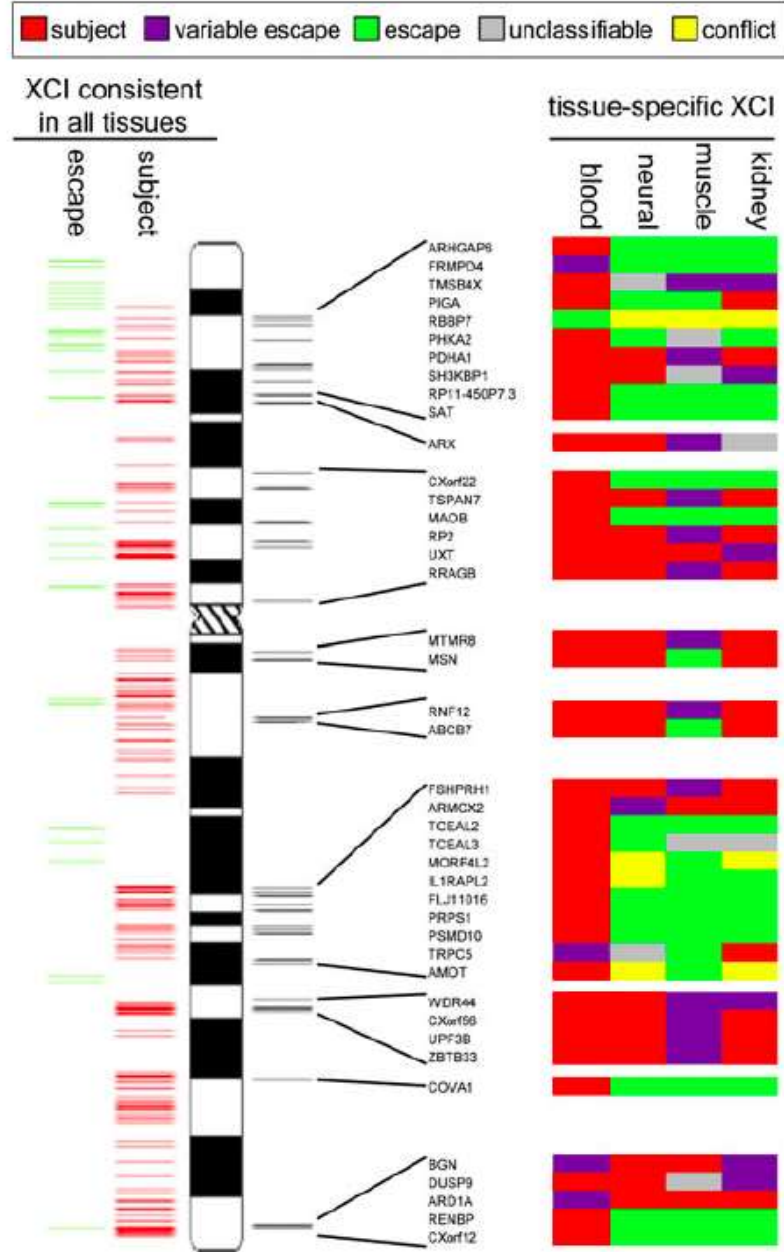 subject variable escape escape unclassifiable conflict
XCI consistent
in all tissues
tissue-specific XCI
escape
subject
blood
neural
muscle
kidney
ARHGAP6
FRMPD4
TMSB4X
PIGA
RBBP7
PHKA2
PDHA1
SH3KBP1
RP11-450P7.3
SAT
ARX
CXorf22
TSPAN7
MAOB
RP2
UXT
RRAGB
MTMR8
MSN
RNF12
ABCB7
FSHPRH1
ARMCX2
TCEAL2
TCEAL3
MORF4L2
IL1RAPL2
FLJ11016
PRPS1
PSMD10
TRPC5
AMOT
WDR44
CXorf56
UPF3B
ZBTB33
COVA1
BGN
DUSP9
ARD1A
RENBP
CXorf12